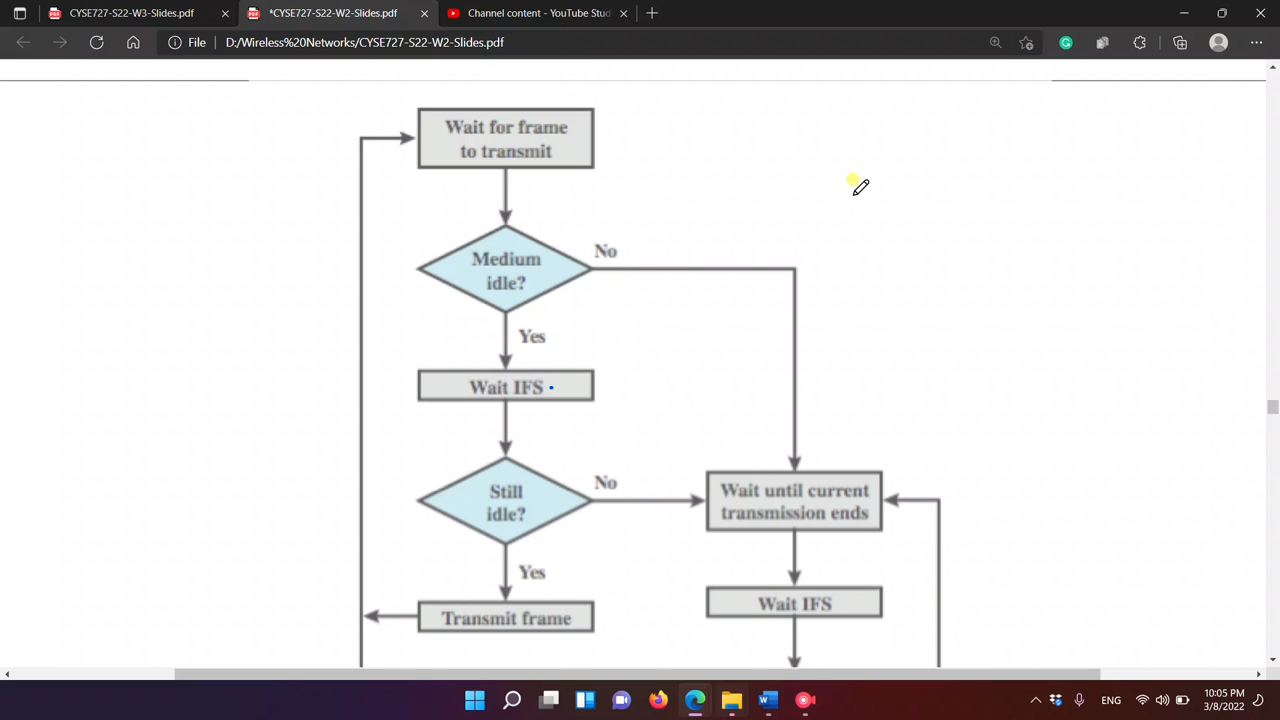 CYSE727-S22-W3-Slides.pdf
*CYSE727-S22-W2-Slides.pdf
Channel content - YouTube Stud
File
D:/Wireless%20Networks/CYSE727-S22-W2-Slides.pdf
Wait for frame
to transmit
Medium
idle?
No
Yes
Wait IFS
Still
idle?
No
Wait until current
transmission ends
Yes
Wait IFS
Transmit frame
ENG
10:05 PM
3/8/2022